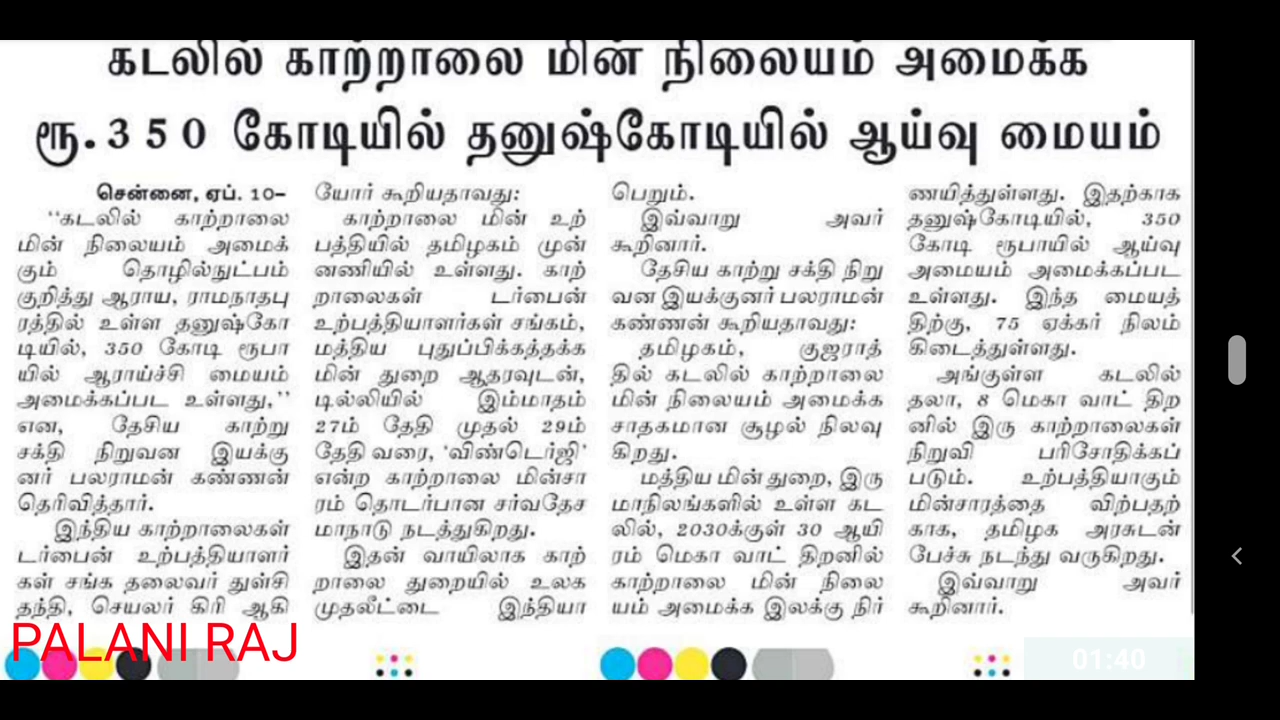 கடலில் காற்றாலை மின் நிலையம் அமைக்க
ரூ.350 கோடியில் தனுஷ்கோடியில் ஆய்வு மையம்
சென்னை, ஏப். 10–
‘‘கடலில் காற்றாலை
மின் நிலையம் அமைக்
கும் தொழில்நுட்பம்
குறித்து ஆராய, ராமநாதபு
ரத்தில் உள்ள தனுஷ்கோ
டியில், 350 கோடி ரூபா
யில் ஆராய்ச்சி மையம்
அமைக்கப்பட உள்ளது,’’
என, தேசிய காற்று
சக்தி நிறுவன இயக்கு
னர் பலராமன் கண்ணன்
தெரிவித்தார்.
இந்திய காற்றாலைகள்
டர்பைன் உற்பத்தியாளர்
கள் சங்க தலைவர் துள்சி
தந்தி, செயலர் கிரி ஆகி
யோர் கூறியதாவது:
காற்றாலை மின் உற்
பத்தியில் தமிழகம் முன்
னணியில் உள்ளது. காற்
றாலைகள் டர்பைன்
உற்பத்தியாளர்கள் சங்கம்,
மத்திய புதுப்பிக்கத்தக்க
மின் துறை ஆதரவுடன்,
டில்லியில் இம்மாதம்
27ம் தேதி முதல் 29ம்
தேதி வரை, ‘விண்டெர்ஜி’
என்ற காற்றாலை மின்சா
ரம் தொடர்பான சர்வதேச
மாநாடு நடத்துகிறது.
இதன் வாயிலாக காற்
றாலை துறையில் உலக
முதலீட்டை இந்தியா
பெறும்.
இவ்வாறு அவர்
கூறினார்.
தேசிய காற்று சக்தி நிறு
வன இயக்குனர் பலராமன்
கண்ணன் கூறியதாவது:
தமிழகம், குஜராத்
தில் கடலில் காற்றாலை
மின் நிலையம் அமைக்க
சாதகமான சூழல் நிலவு
கிறது.
மத்திய மின் துறை, இரு
மாநிலங்களில் உள்ள கட
லில், 2030க்குள் 30 ஆயி
ரம் மெகா வாட் திறனில்
காற்றாலை மின் நிலை
யம் அமைக்க இலக்கு நிர்
ணயித்துள்ளது. இதற்காக
தனுஷ்கோடியில், 350
கோடி ரூபாயில் ஆய்வு
அமையம் அமைக்கப்பட
உள்ளது. இந்த மையத்
திற்கு, 75 ஏக்கர் நிலம்
கிடைத்துள்ளது.
அங்குள்ள கடலில்
தலா, 8 மெகா வாட் திற
னில் இரு காற்றாலைகள்
நிறுவி பரிசோதிக்கப்
படும். உற்பத்தியாகும்
மின்சாரத்தை விற்பதற்
காக, தமிழக அரசுடன்
பேச்சு நடந்து வருகிறது.
இவ்வாறு அவர்
கூறினார்.
PALANI RAJ
01:40